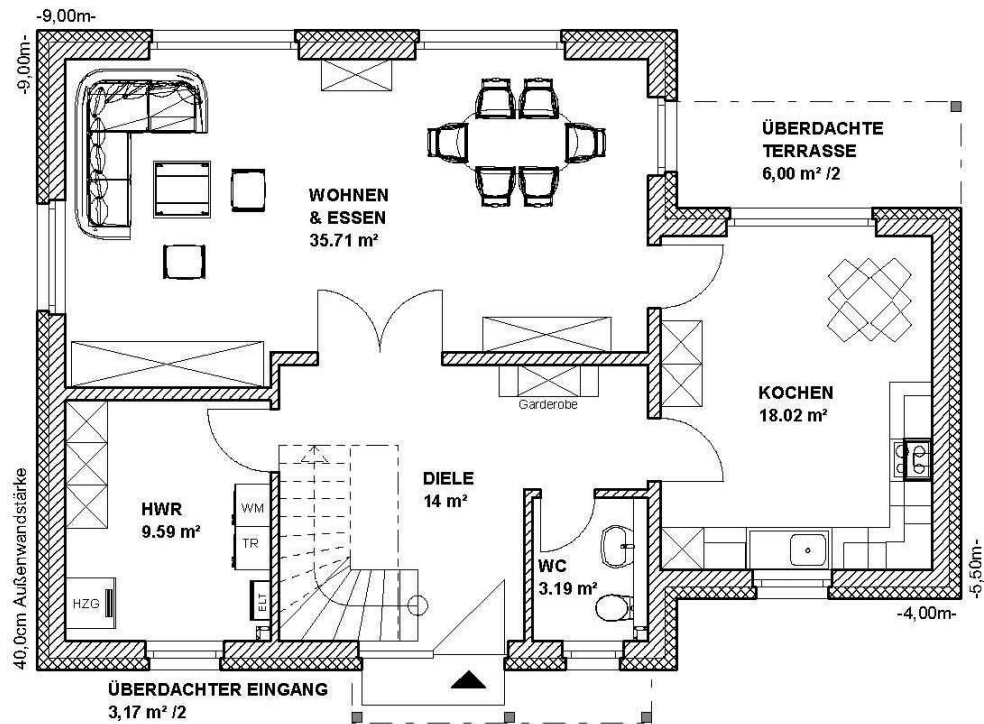 -9,00m-
-9,00m-
ÜBERDACHTE
TERRASSE
6,00 m² /2
WOHNEN
& ESSEN
35.71 m²
KOCHEN
18.02 m²
Garderobe
DIELE
14 m²
HWR
9.59 m²
WM
TR
WC
3.19 m²
HZG
ELT
40,0cm Außenwandstärke
-5,50m-
-4,00m-
ÜBERDACHTER EINGANG
3,17 m² /2